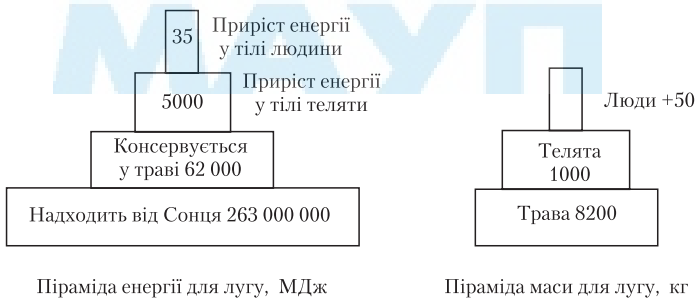 МАУП
35
Приріст енергії
у тілі людини
5000
Приріст енергії
у тілі теляти
Консервується
у траві 62 000
Надходить від Сонця 263 000 000
Піраміда енергії для лугу, МДж
Люди +50
Телята
1000
Трава 8200
Піраміда маси для лугу, кг